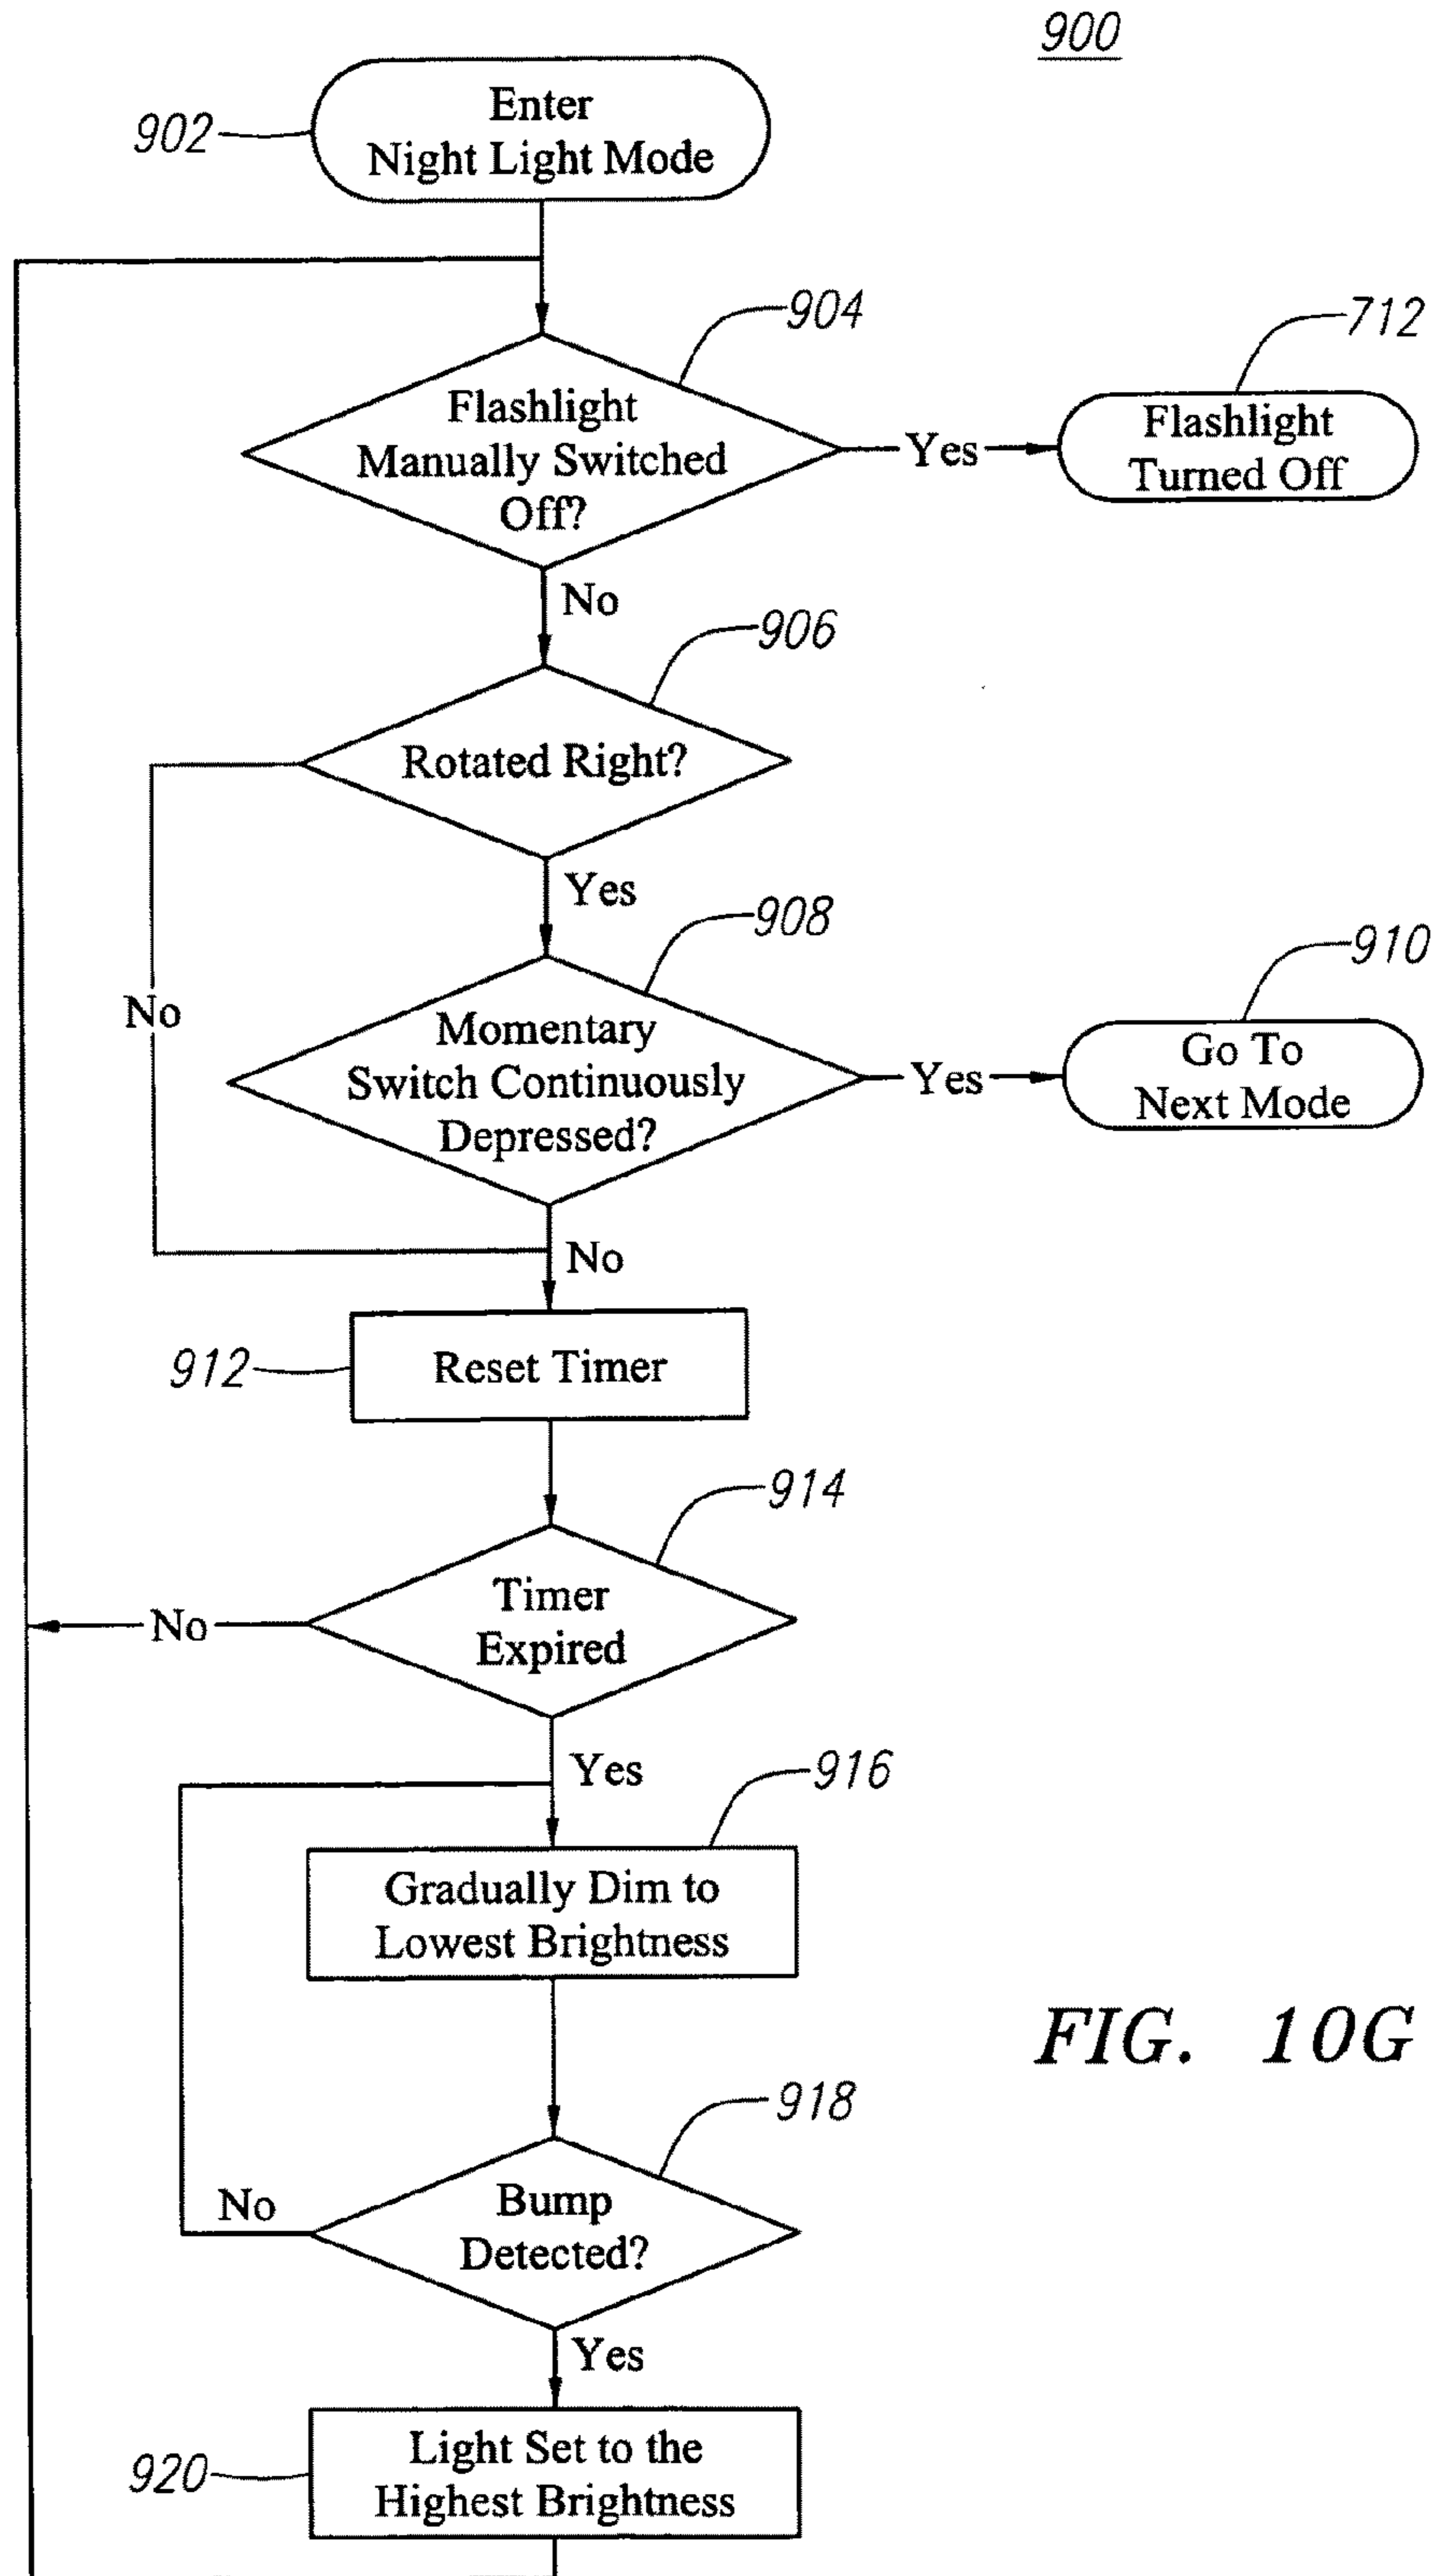 900
902
Enter
Night Light Mode
904
712
Flashlight
Manually Switched
Off?
Yes
Flashlight
Turned Off
No
906
Rotated Right?
Yes
908
910
No
Momentary
Switch Continuously
Depressed?
Yes
Go To
Next Mode
No
912
Reset Timer
914
No
Timer
Expired
Yes
916
Gradually Dim to
Lowest Brightness
FIG. 10G
918
No
Bump
Detected?
Yes
920
Light Set to the
Highest Brightness